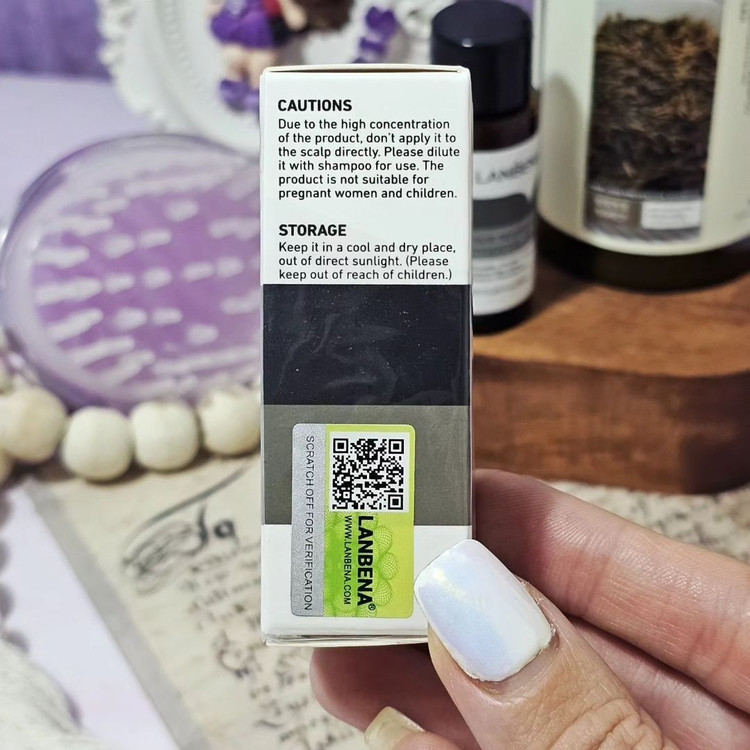 CAUTIONS
Due to the high concentration
of the product, don't apply it to
the scalp directly. Please dilute
it with shampoo for use. The
product is not suitable for
pregnant women and children.
STORAGE
Keep it in a cool and dry place,
out of direct sunlight. (Please
keep out of reach of children.)
SCRATCH OFF FOR VERIFICATION
WWW.LANBENA.COM
LANBENA®
LANBENA